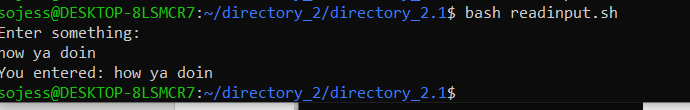 sojess@DESKTOP-8LSMCR7:~/directory_2/directory_2.1$ bash readinput.sh
Enter something:
how ya doin
You entered: how ya doin
sojess@DESKTOP-8LSMCR7:~/directory_2/directory_2.1$